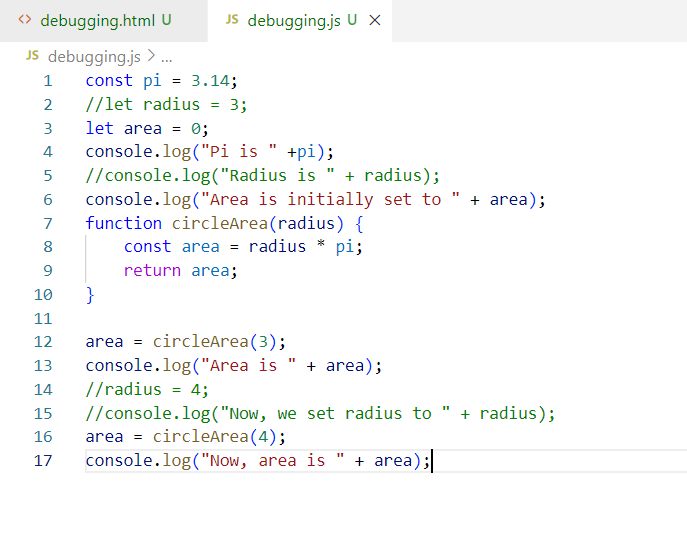 <> debugging.html U JS debugging.js U ×
JS debugging.js > ...
1 const pi = 3.14;
2 //let radius = 3;
3 let area = 0;
4 console.log("Pi is " +pi);
5 //console.log("Radius is " + radius);
6 console.log("Area is initially set to " + area);
7 function circleArea(radius) {
8     const area = radius * pi;
9     return area;
10 }
11
12 area = circleArea(3);
13 console.log("Area is " + area);
14 //radius = 4;
15 //console.log("Now, we set radius to " + radius);
16 area = circleArea(4);
17 console.log("Now, area is " + area);